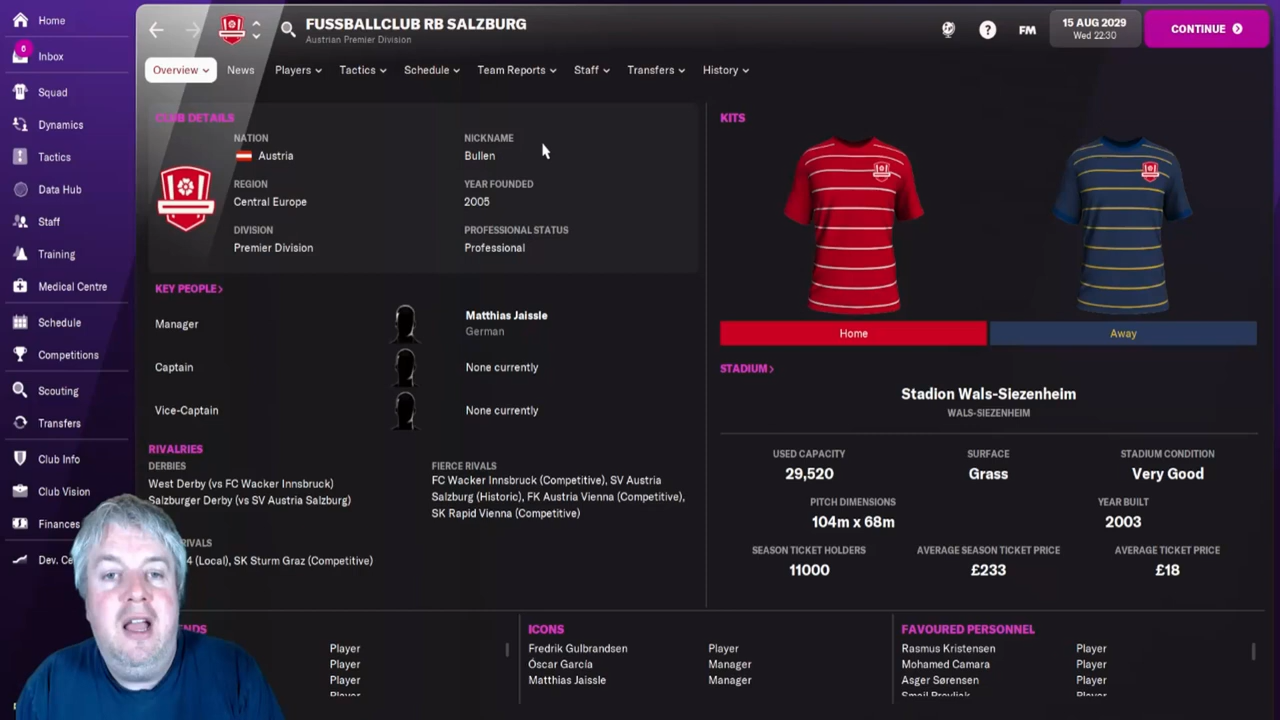 Home
6
Inbox
Squad
Dynamics
Tactics
Data Hub
Staff
Training
Medical Centre
Schedule
Competitions
Scouting
Transfers
Club Info
Club Vision
Finances
Dev.
FUSSBALLCLUB RB SALZBURG
Austrian Premier Division
FM
15 AUG 2029
Wed 22:30
CONTINUE
Overview
News
Players
Tactics
Schedule
Team Reports
Staff
Transfers
History
CLUB DETAILS
NATION
Austria
NICKNAME
Bullen
REGION
Central Europe
YEAR FOUNDED
2005
DIVISION
Premier Division
PROFESSIONAL STATUS
Professional
KEY PEOPLE >
Manager
Matthias Jaissle
German
Captain
None currently
Vice-Captain
None currently
RIVALRIES
DERBIES
West Derby (vs FC Wacker Innsbruck)
Salzburger Derby (vs SV Austria Salzburg)
FIERCE RIVALS
FC Wacker Innsbruck (Competitive), SV Austria
Salzburg (Historic), FK Austria Vienna (Competitive),
SK Rapid Vienna (Competitive)
(Local), SK Sturm Graz (Competitive)
KITS
Home
Away
STADIUM >
Stadion Wals-Siezenheim
WALS-SIEZENHEIM
USED CAPACITY
29,520
SURFACE
Grass
STADIUM CONDITION
Very Good
PITCH DIMENSIONS
104m x 68m
YEAR BUILT
2003
SEASON TICKET HOLDERS
11000
AVERAGE SEASON TICKET PRICE
£233
AVERAGE TICKET PRICE
£18
Player
Player
Player
Player
ICONS
Fredrik Gulbrandsen Player
Óscar García Manager
Matthias Jaissle Manager
FAVOURED PERSONNEL
Rasmus Kristensen Player
Mohamed Camara Player
Asger Sørensen Player
Player